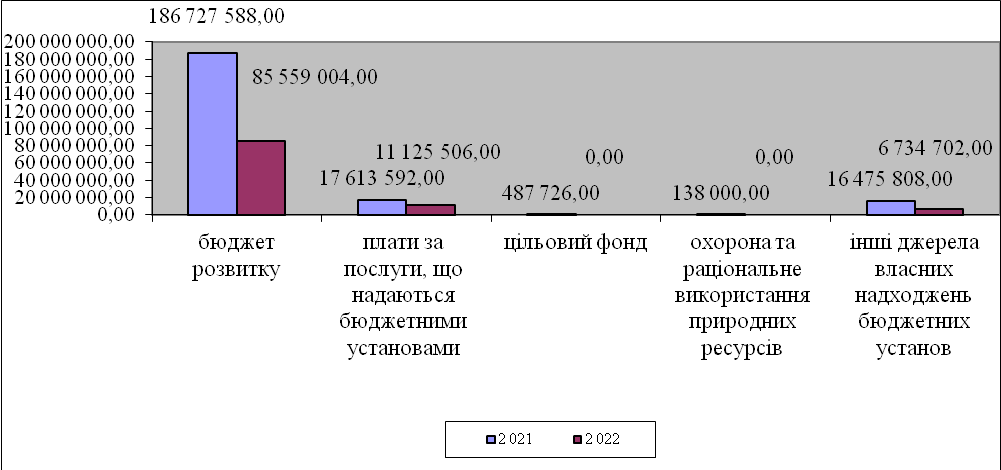 186 727 588,00
200 000 000,00
180 000 000,00
160 000 000,00
140 000 000,00
120 000 000,00
100 000 000,00
80 000 000,00
60 000 000,00
40 000 000,00
20 000 000,00
0,00
85 559 004,00
11 125 506,00
17 613 592,00
0,00
487 726,00
0,00
138 000,00
6 734 702,00
16 475 808,00
бюджет
розвитку
плати за
послуги, що
надаються
бюджетними
установами
цільовий фонд
охорона та
раціональне
використання
природних
ресурсів
інші джерела
власних
надходжень
бюджетних
установ
2 021
2 022